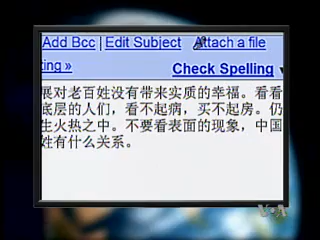 Add Bcc | Edit Subject Attach a file
ting » Check Spelling
展对老百姓没有带来实质的幸福。看看
底层的人们，看不起病，买不起房。仍
生火热之中。不要看表面的现象，中国
姓有什么关系。
VOA